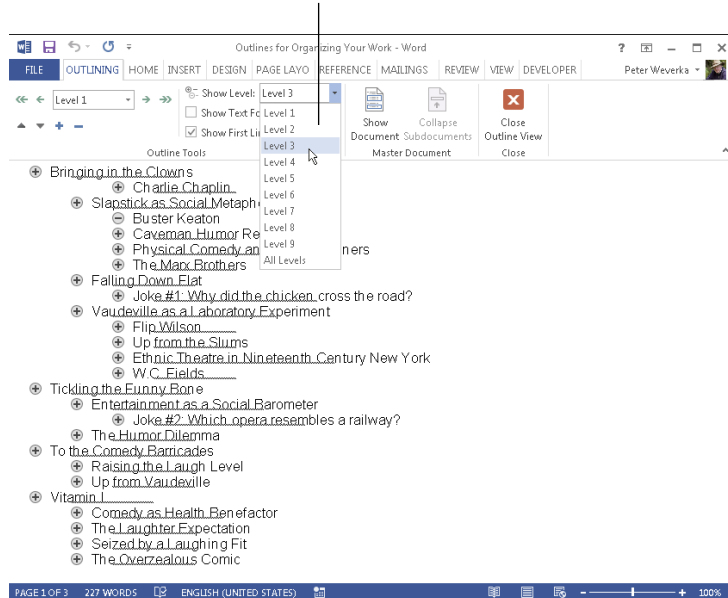 Outlines for Organizing Your Work - Word
FILE OUTLINING HOME INSERT DESIGN PAGE LAYO REFERENCE MAILINGS REVIEW VIEW DEVELOPER Peter Weverka
Level 1 Show Level: Level 3
Show Text Fo Level 1
Show First Li Level 2
Level 3
Level 4
Level 5
Level 6
Level 7
Level 8
Level 9
All Levels
Show Document
Collapse Subdocuments
Close Outline View
Outline Tools Master Document Close
Bringing in the Clowns
Charlie Chaplin
Slapstick as Social Metaph
Buster Keaton
Caveman Humor Re
Physical Comedy an ners
The Marx Brothers
Falling Down Flat
Joke #1: Why did the chicken cross the road?
Vaudeville as a Laboratory Experiment
Flip Wilson
Up from the Slums
Ethnic Theatre in Nineteenth Century New York
W.C. Fields
Tickling the Funny Bone
Entertainment as a Social Barometer
Joke #2: Which opera resembles a railway?
The Humor Dilemma
To the Comedy Barricades
Raising the Laugh Level
Up from Vaudeville
Vitamin L
Comedy as Health Benefactor
The Laughter Expectation
Seized by a Laughing Fit
The Overzealous Comic
PAGE 1 OF 3 227 WORDS ENGLISH (UNITED STATES) 100%